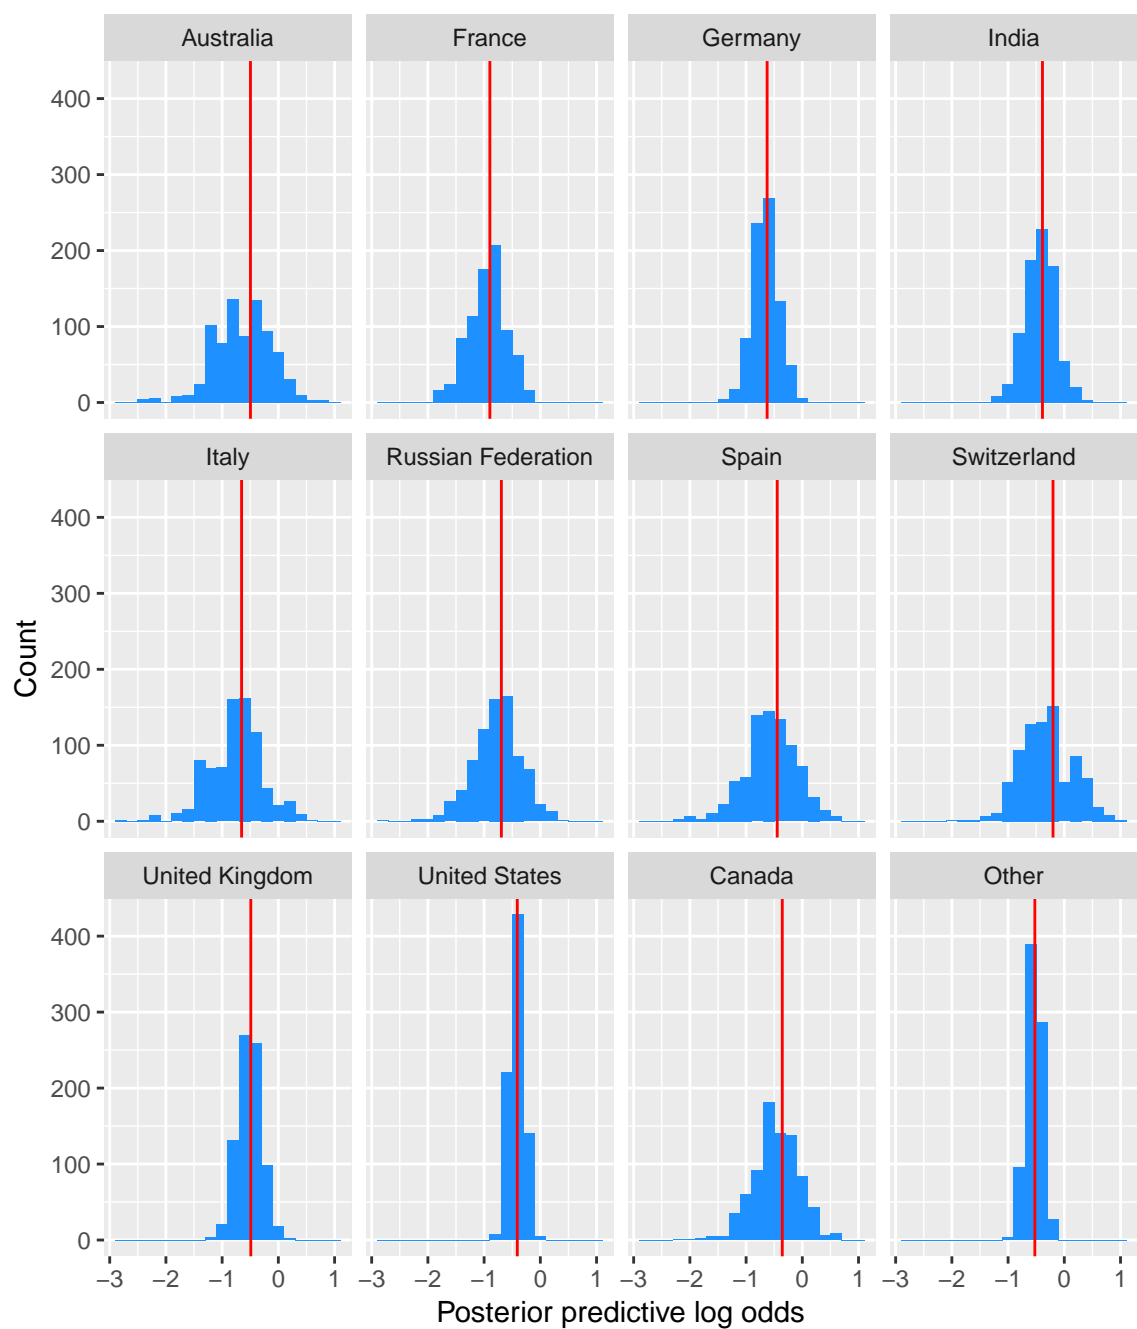 Australia France Germany India
400
300
200
100
0
Italy Russian Federation Spain Switzerland
400
300
200
100
0
Count
United Kingdom United States Canada Other
400
300
200
100
0
−3 −2 −1 0 1 −3 −2 −1 0 1 −3 −2 −1 0 1 −3 −2 −1 0 1
Posterior predictive log odds